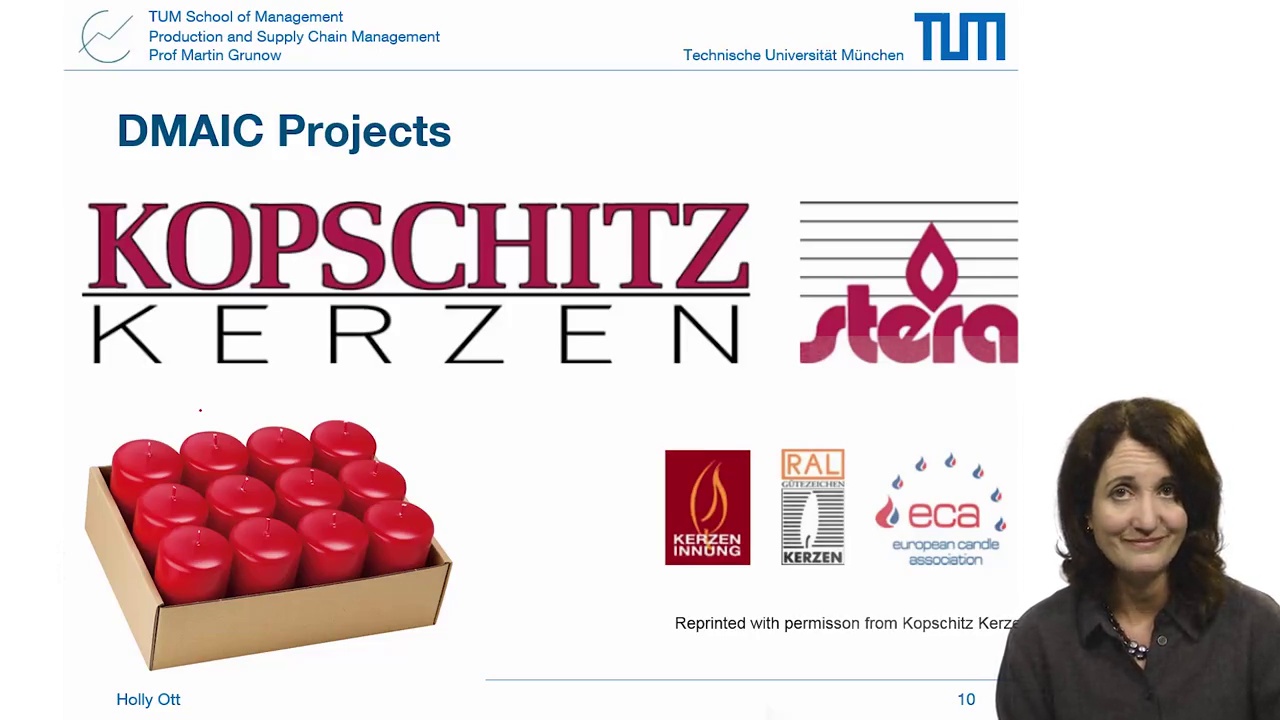 TUM School of Management
Production and Supply Chain Management
Prof Martin Grunow
Technische Universität München
TUM
DMAIC Projects
KOPSCHITZ
KERZEN
stera
KERZEN
INNUNG
RAL
GÜTEZEICHEN
KERZEN
eca
european candle
association
Reprinted with permisson from Kopschitz Kerze
Holly Ott
10